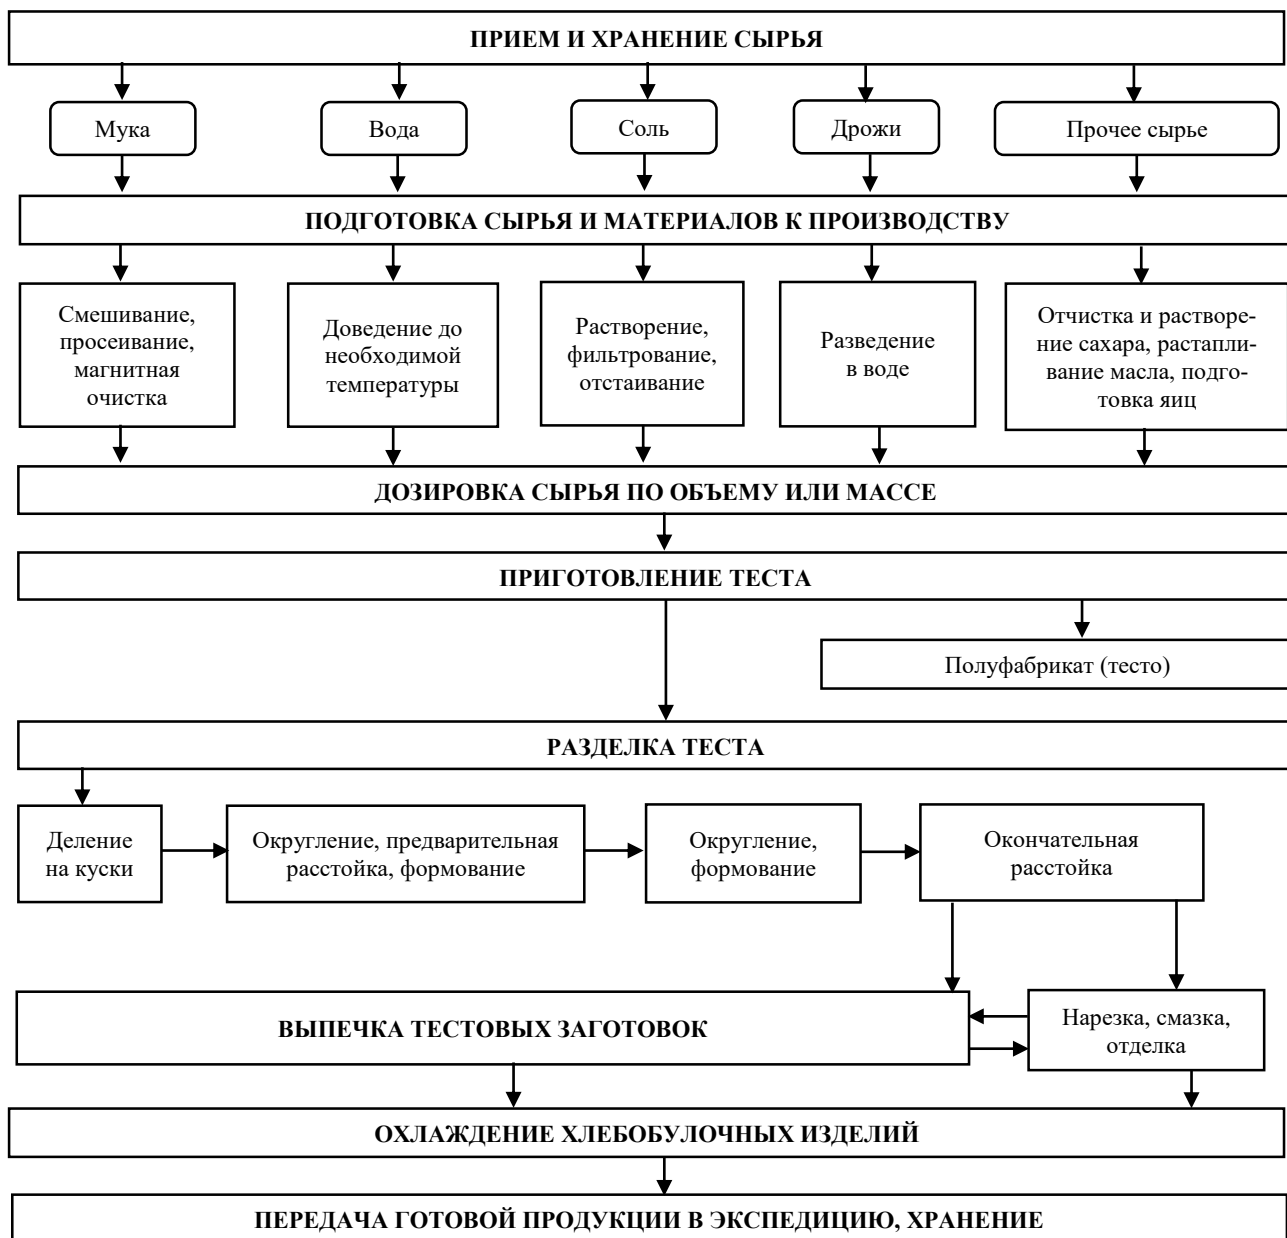 ПРИЕМ И ХРАНЕНИЕ СЫРЬЯ
Мука
Вода
Соль
Дрожи
Прочее сырье
ПОДГОТОВКА СЫРЬЯ И МАТЕРИАЛОВ К ПРОИЗВОДСТВУ
Смешивание,
просеивание,
магнитная
очистка
Доведение до
необходимой
температуры
Растворение,
фильтрование,
отстаивание
Разведение
в воде
Отчистка и растворе-
ние сахара, растапли-
вание масла, подго-
товка яиц
ДОЗИРОВКА СЫРЬЯ ПО ОБЪЕМУ ИЛИ МАССЕ
ПРИГОТОВЛЕНИЕ ТЕСТА
Полуфабрикат (тесто)
РАЗДЕЛКА ТЕСТА
Деление
на куски
Округление, предварительная
расстойка, формование
Округление,
формование
Окончательная
расстойка
ВЫПЕЧКА ТЕСТОВЫХ ЗАГОТОВОК
Нарезка, смазка,
отделка
ОХЛАЖДЕНИЕ ХЛЕБОБУЛОЧНЫХ ИЗДЕЛИЙ
ПЕРЕДАЧА ГОТОВОЙ ПРОДУКЦИИ В ЭКСПЕДИЦИЮ, ХРАНЕНИЕ